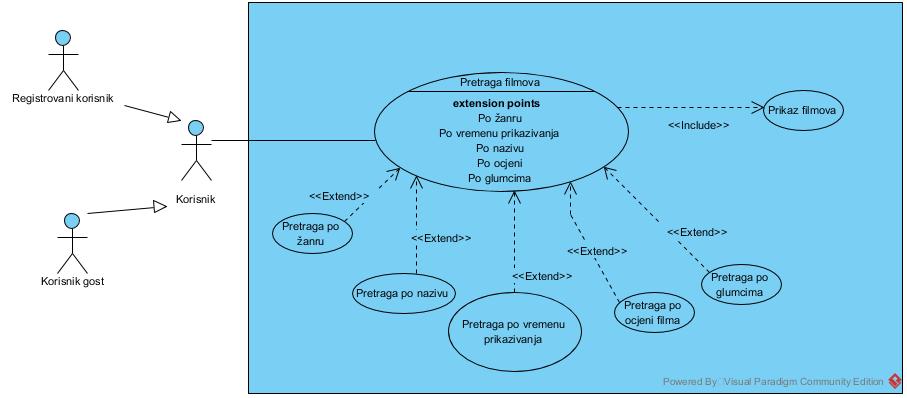 Registrovani korisnik
Korisnik
Korisnik gost
Pretraga filmova
extension points
Po žanru
Po vremenu prikazivanja
Po nazivu
Po ocjeni
Po glumcima
<<Include>>
Prikaz filmova
<<Extend>>
Pretraga po
žanru
<<Extend>>
Pretraga po nazivu
<<Extend>>
Pretraga po vremenu
prikazivanja
<<Extend>>
Pretraga po
ocjeni filma
<<Extend>>
Pretraga po
glumcima
Powered By Visual Paradigm Community Edition